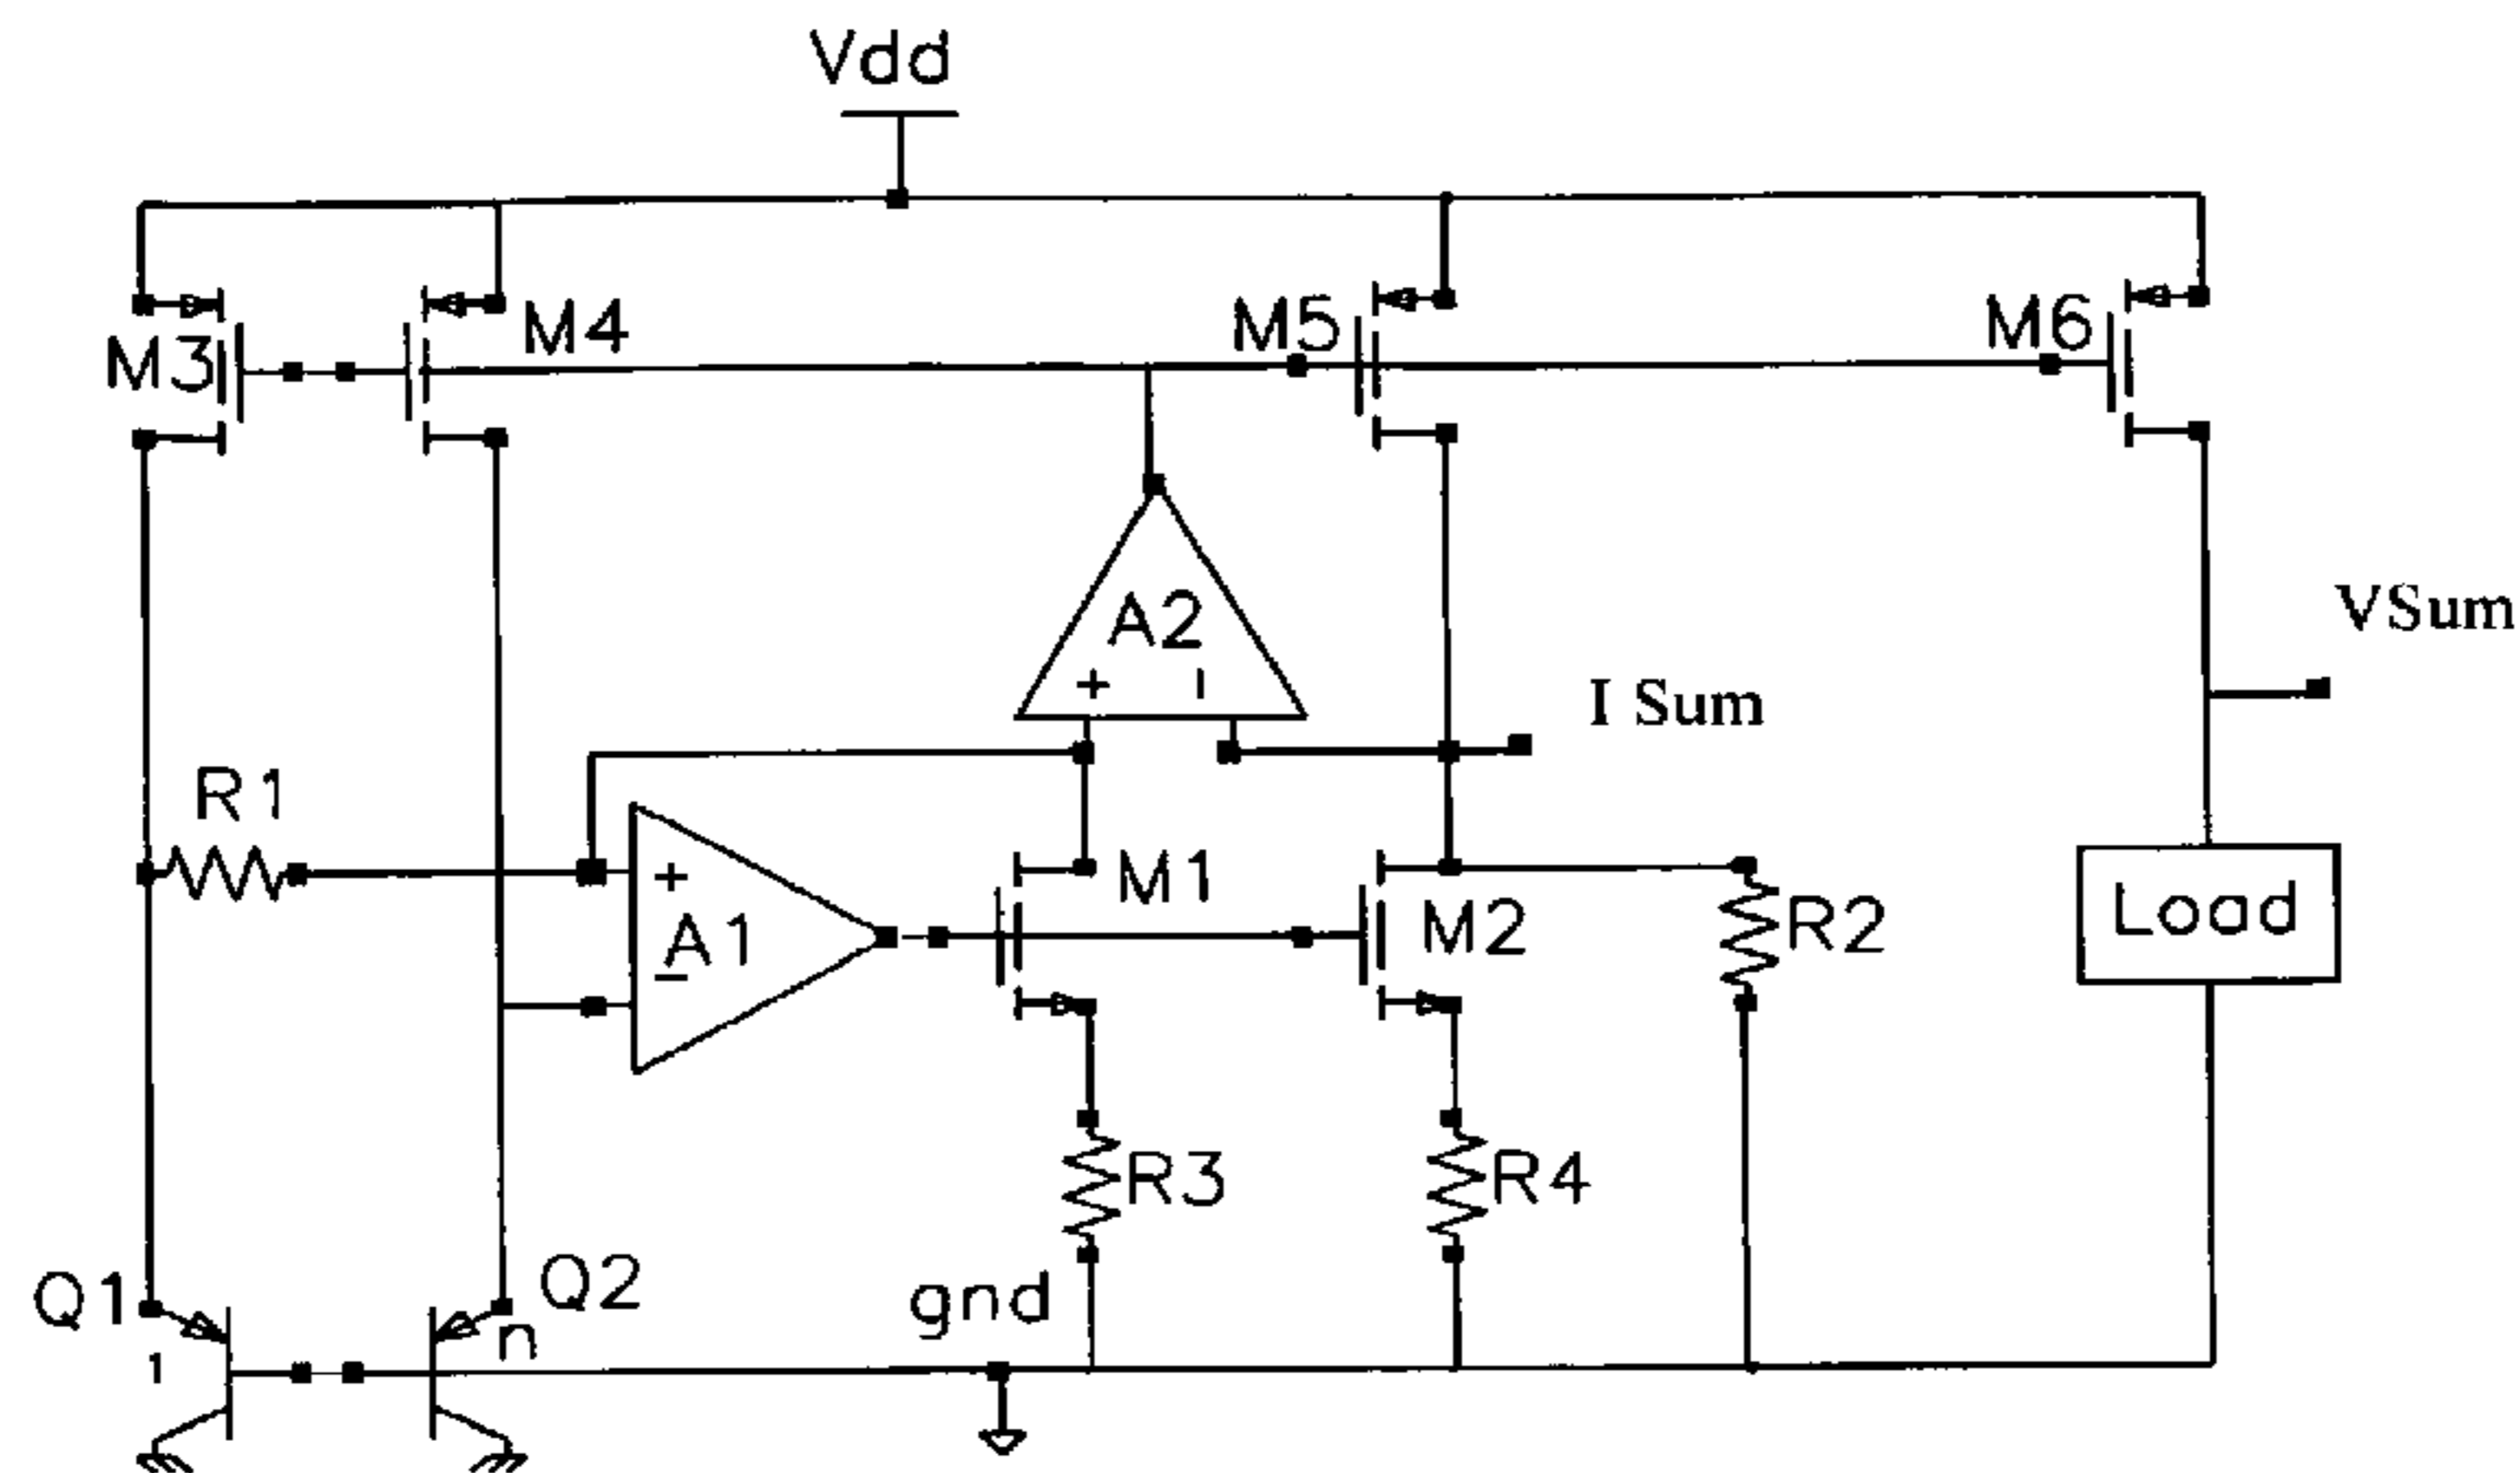 Vdd
M3
M4
M5
M6
A2
+ -
VSum
I Sum
R1
+
A1
-
M1
M2
R2
Load
R3
R4
Q1
1
Q2
n
gnd